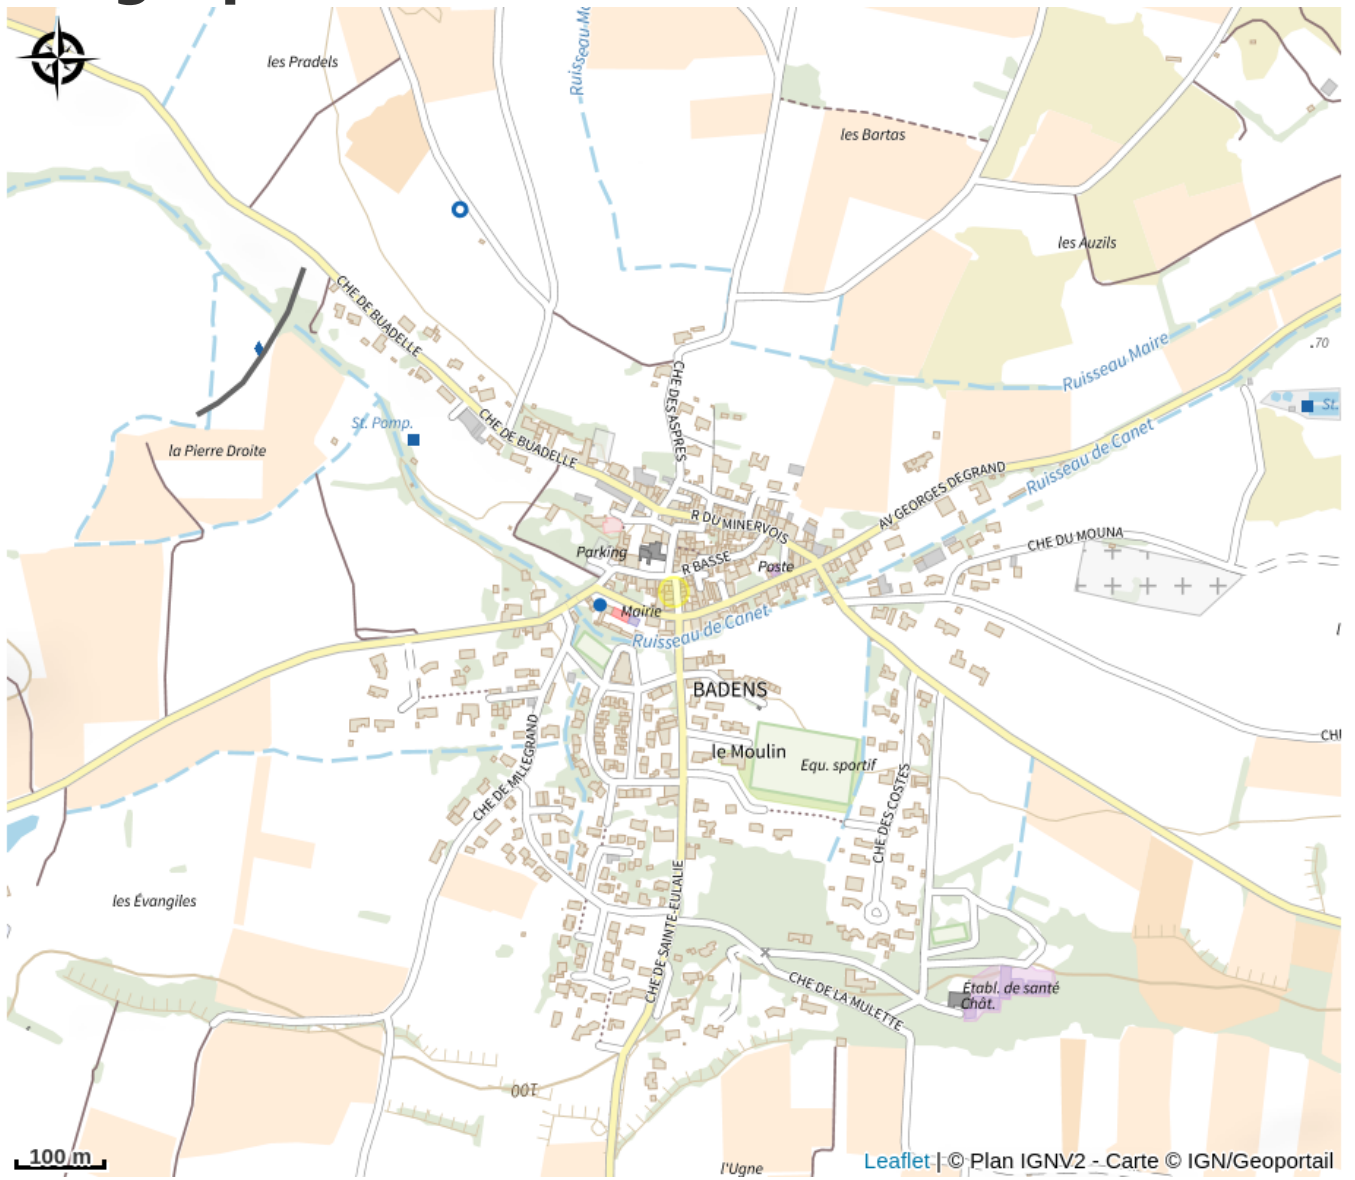 les Pradels
Ruisseau
les Bartas
les Auzils
CHE DE BUADELLE
Ruisseau Maire
.70
St.
St. Pomp.
CHE DES ASPRES
CHE DE BUADELLE
la Pierre Droite
Ruisseau de Canet
AV GEORGES DEGRAND
R DU MINERVOIS
CHE DU MOUNA
Parking
R BASSE
Poste
Mairie
Ruisseau de Canet
BADENS
CHE DE MILLEGRAND
le Moulin
Equ. sportif
CHE DES COSTES
les Évangiles
CHE DE SAINTE-EULALIE
CHE DE LA MULETTE
Établ. de santé
Chât.
100
100 m
l'Ugne
Leaflet | © Plan IGNV2 - Carte © IGN/Geoportail